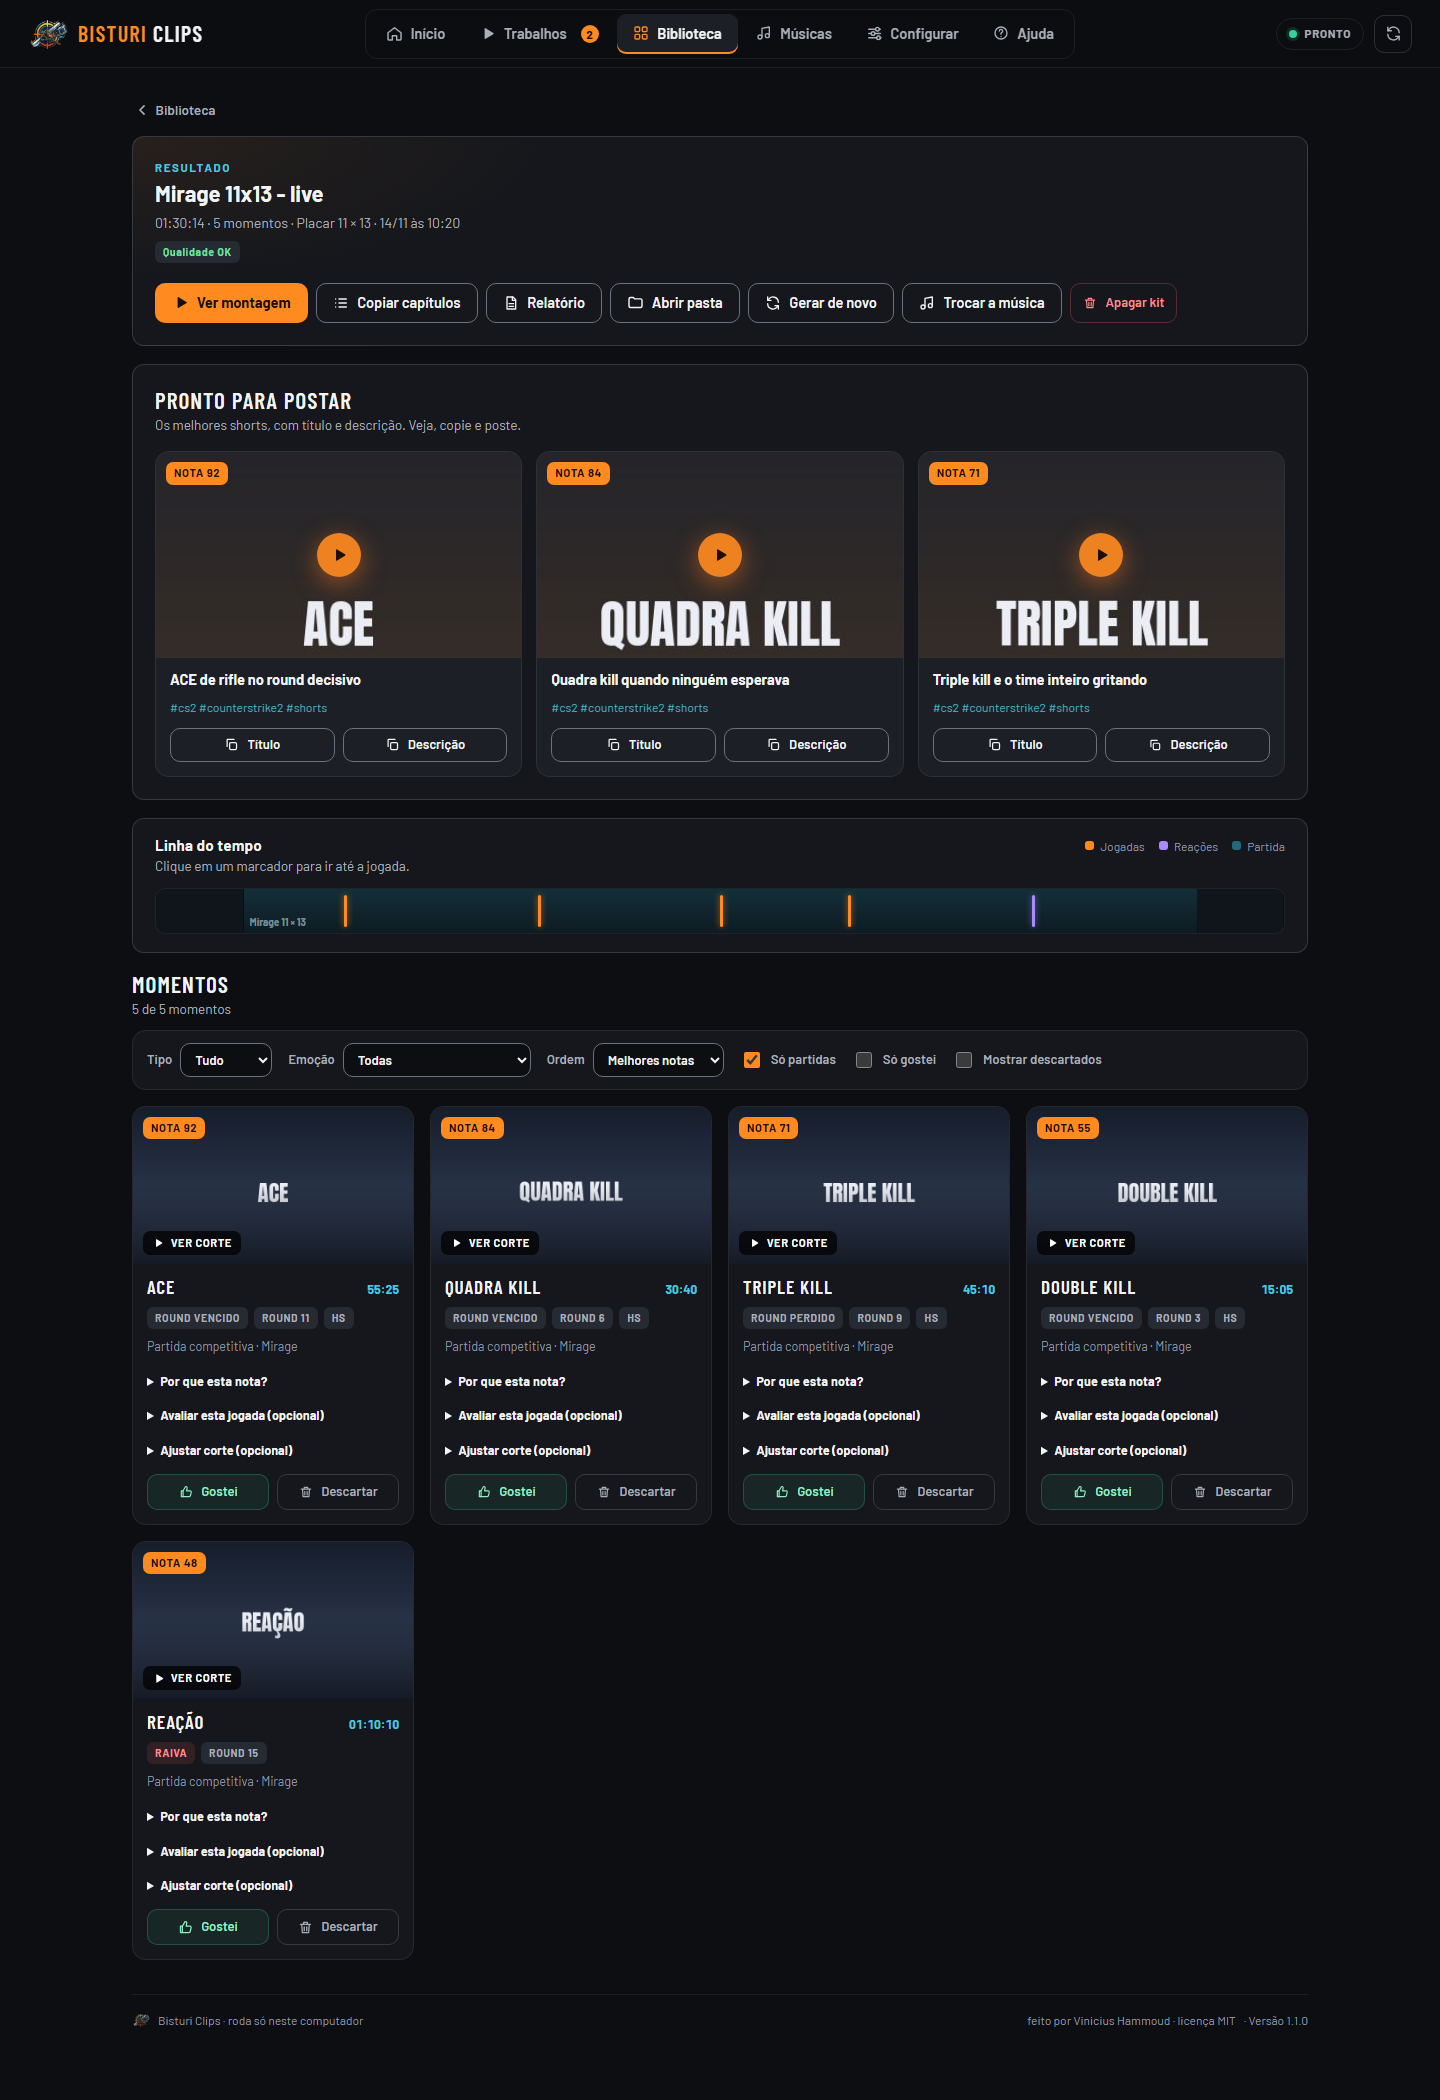 BISTURI CLIPS
Início
Trabalhos 2
Biblioteca
Músicas
Configurar
Ajuda
PRONTO
Biblioteca
RESULTADO
Mirage 11x13 - live
01:30:14 · 5 momentos · Placar 11 × 13 · 14/11 às 10:20
Qualidade OK
Ver montagem
Copiar capítulos
Relatório
Abrir pasta
Gerar de novo
Trocar a música
Apagar kit
PRONTO PARA POSTAR
Os melhores shorts, com título e descrição. Veja, copie e poste.
NOTA 92
ACE
ACE de rifle no round decisivo
#cs2 #counterstrike2 #shorts
Título
Descrição
NOTA 84
QUADRA KILL
Quadra kill quando ninguém esperava
#cs2 #counterstrike2 #shorts
Título
Descrição
NOTA 71
TRIPLE KILL
Triple kill e o time inteiro gritando
#cs2 #counterstrike2 #shorts
Título
Descrição
Linha do tempo
Clique em um marcador para ir até a jogada.
Jogadas
Reações
Partida
Mirage 11 × 13
MOMENTOS
5 de 5 momentos
Tipo Tudo
Emoção Todas
Ordem Melhores notas
Só partidas
Só gostei
Mostrar descartados
NOTA 92
ACE
VER CORTE
ACE 55:25
ROUND VENCIDO ROUND 11 HS
Partida competitiva · Mirage
Por que esta nota?
Avaliar esta jogada (opcional)
Ajustar corte (opcional)
Gostei
Descartar
NOTA 84
QUADRA KILL
VER CORTE
QUADRA KILL 30:40
ROUND VENCIDO ROUND 6 HS
Partida competitiva · Mirage
Por que esta nota?
Avaliar esta jogada (opcional)
Ajustar corte (opcional)
Gostei
Descartar
NOTA 71
TRIPLE KILL
VER CORTE
TRIPLE KILL 45:10
ROUND PERDIDO ROUND 9 HS
Partida competitiva · Mirage
Por que esta nota?
Avaliar esta jogada (opcional)
Ajustar corte (opcional)
Gostei
Descartar
NOTA 55
DOUBLE KILL
VER CORTE
DOUBLE KILL 15:05
ROUND VENCIDO ROUND 3 HS
Partida competitiva · Mirage
Por que esta nota?
Avaliar esta jogada (opcional)
Ajustar corte (opcional)
Gostei
Descartar
NOTA 48
REAÇÃO
VER CORTE
REAÇÃO 01:10:10
RAIVA ROUND 15
Partida competitiva · Mirage
Por que esta nota?
Avaliar esta jogada (opcional)
Ajustar corte (opcional)
Gostei
Descartar
Bisturi Clips · roda só neste computador
feito por Vinicius Hammoud · licença MIT · Versão 1.1.0